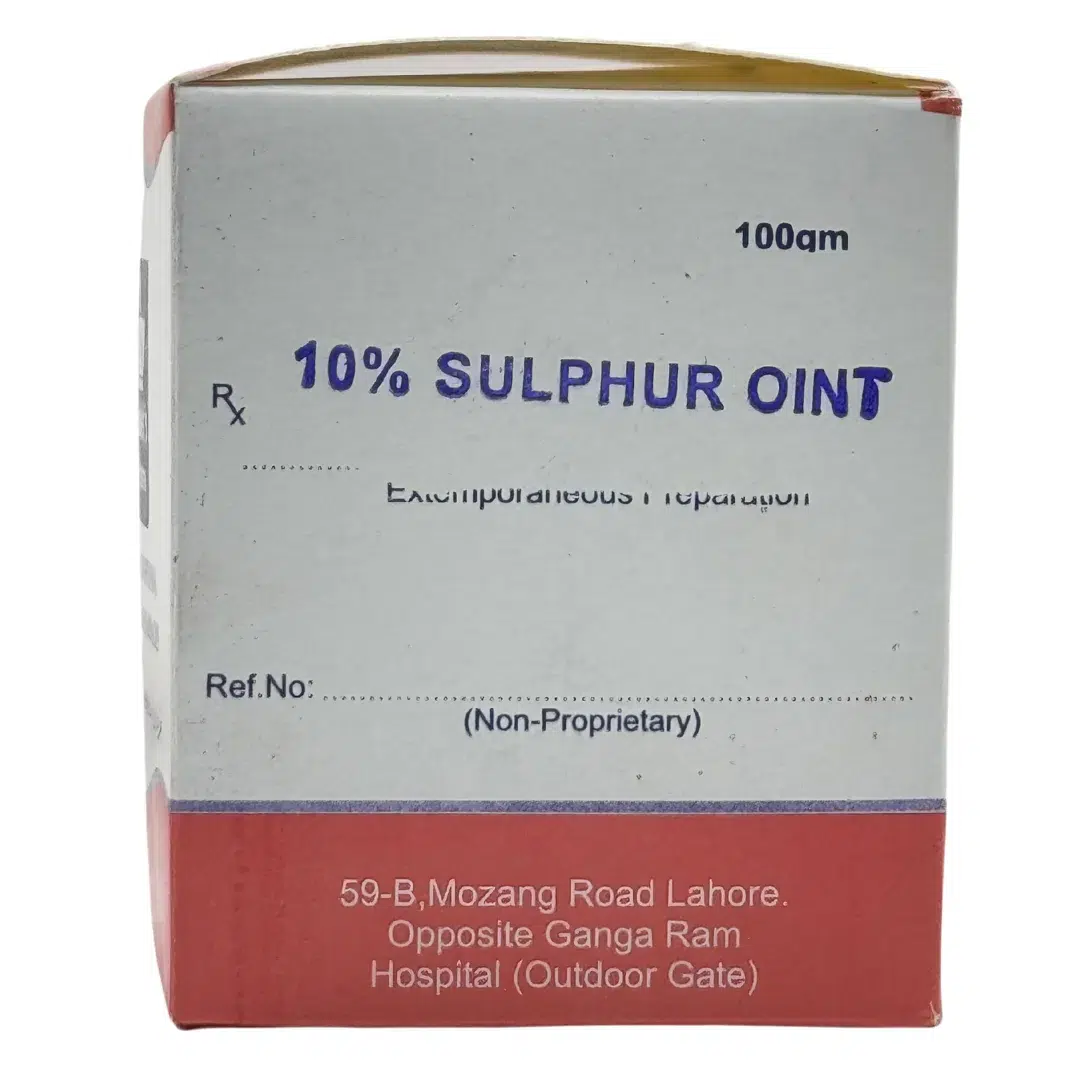 100gm
10% SULPHUR OINT
Rx
Extemporaneous Preparation
Ref.No:
(Non-Proprietary)
59-B,Mozang Road Lahore.
Opposite Ganga Ram
Hospital (Outdoor Gate)